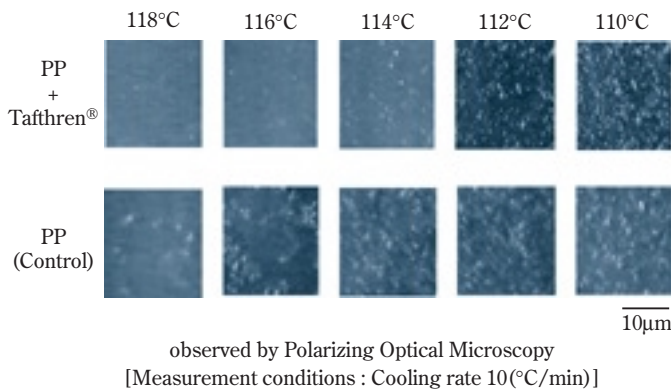 118°C 116°C 114°C 112°C 110°C
PP
+
Tafthren®
PP
(Control)
10µm
observed by Polarizing Optical Microscopy
[Measurement conditions : Cooling rate 10(°C/min)]